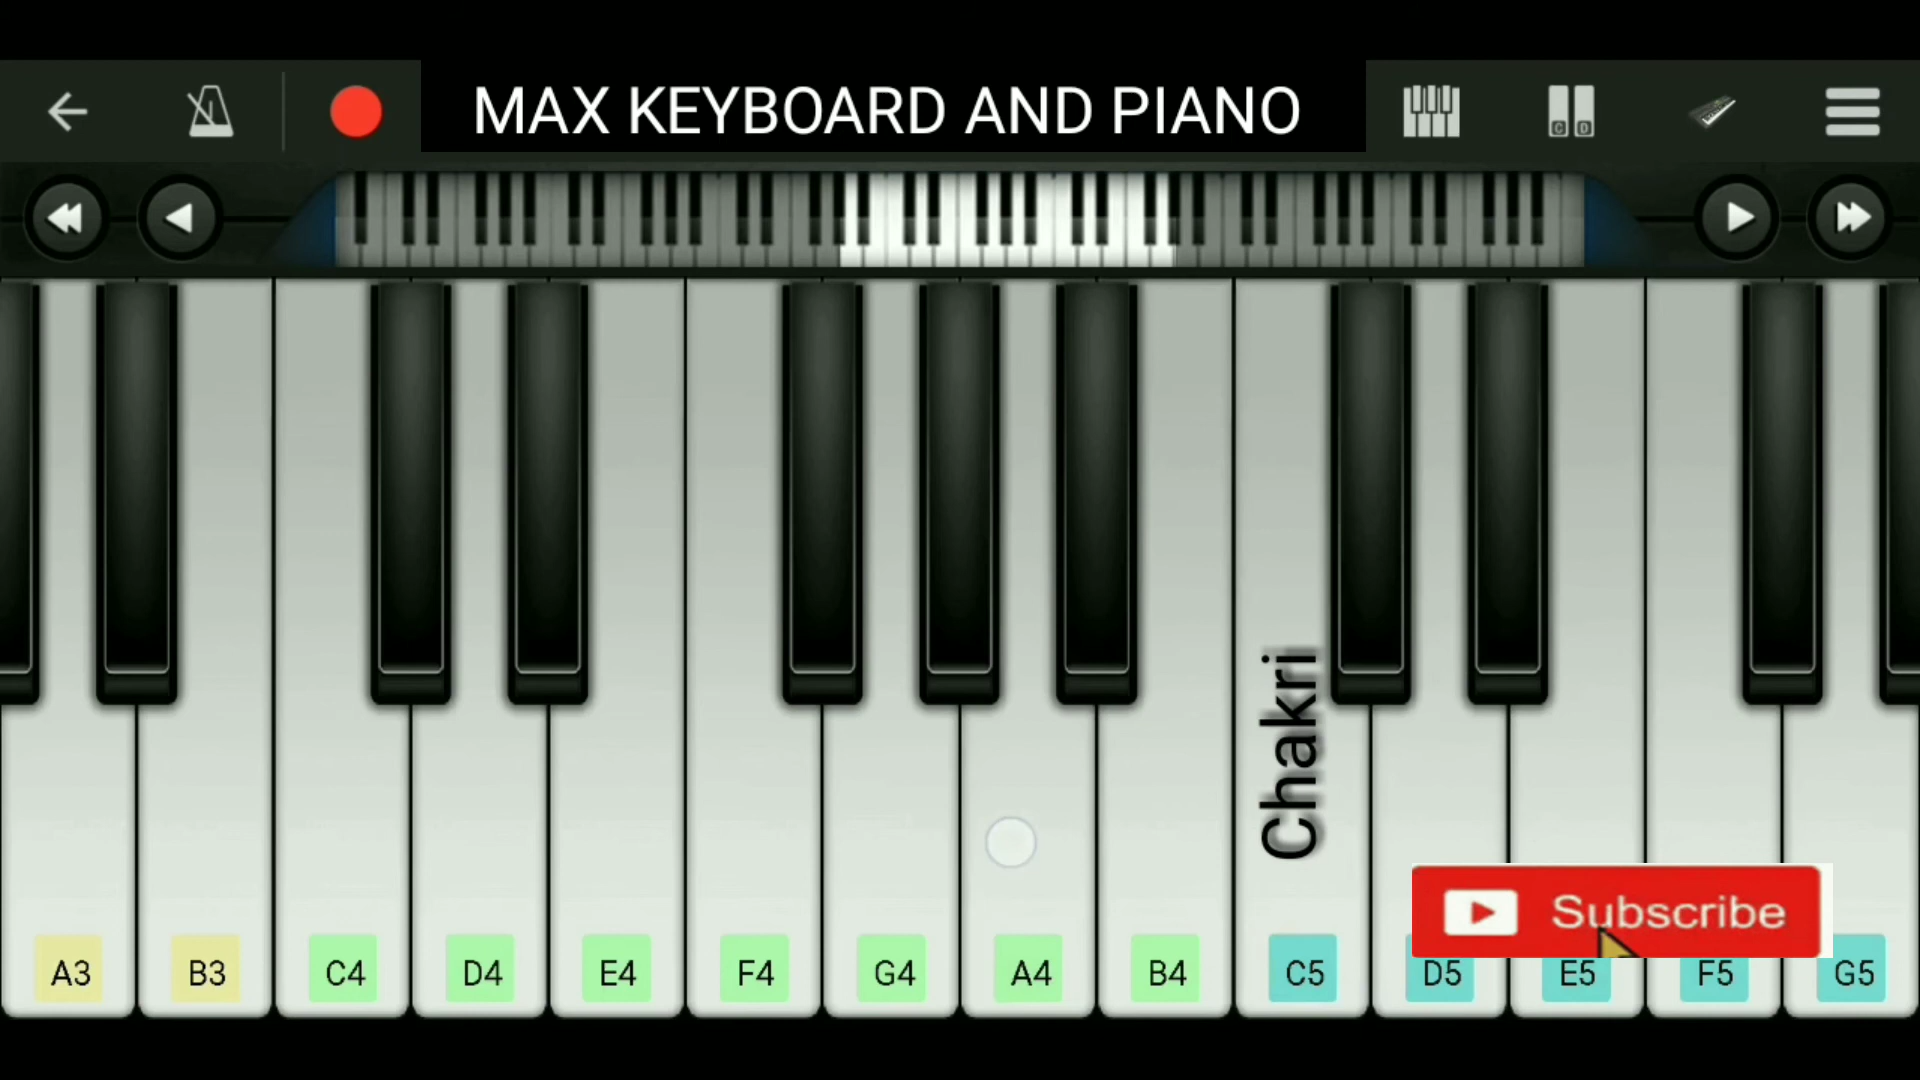 MAX KEYBOARD AND PIANO
C D
Chakri
Subscribe
A3 B3 C4 D4 E4 F4 G4 A4 B4 C5 D5 E5 F5 G5